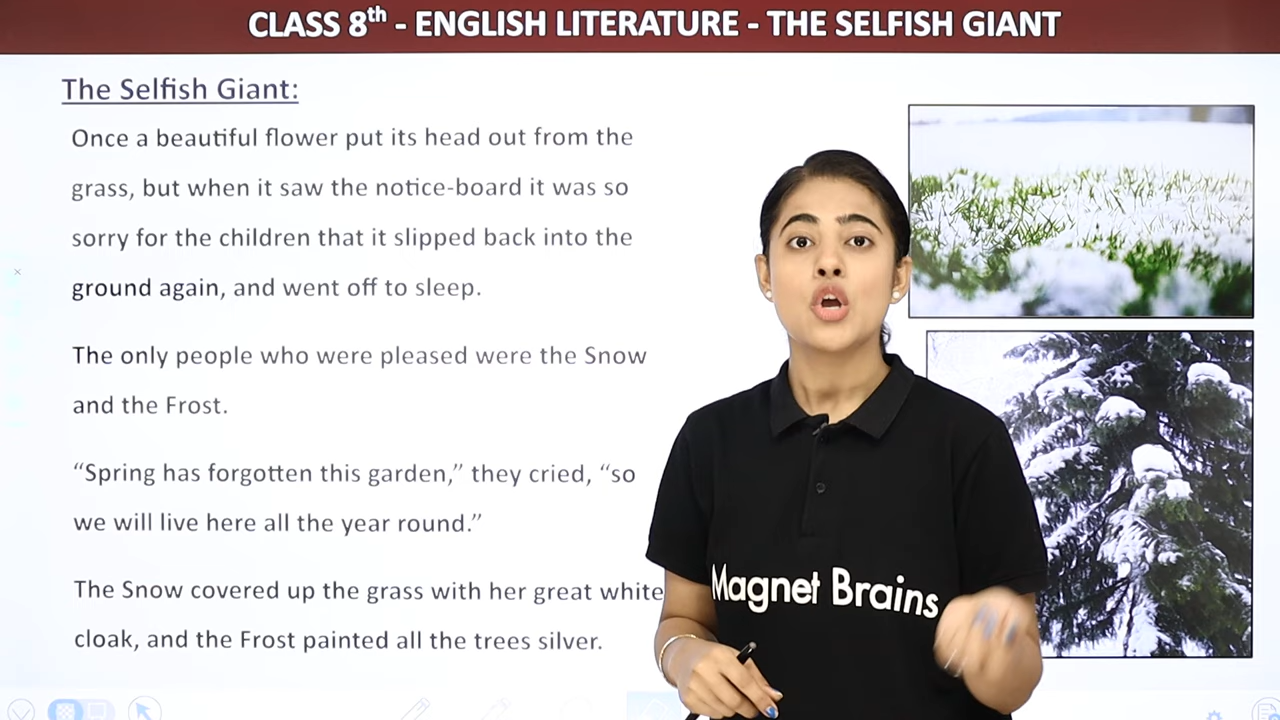 CLASS 8th - ENGLISH LITERATURE - THE SELFISH GIANT
The Selfish Giant:
Once a beautiful flower put its head out from the
grass, but when it saw the notice-board it was so
sorry for the children that it slipped back into the
ground again, and went off to sleep.
The only people who were pleased were the Snow
and the Frost.
“Spring has forgotten this garden,” they cried, “so
we will live here all the year round.”
The Snow covered up the grass with her great white
cloak, and the Frost painted all the trees silver.
Magnet Brains